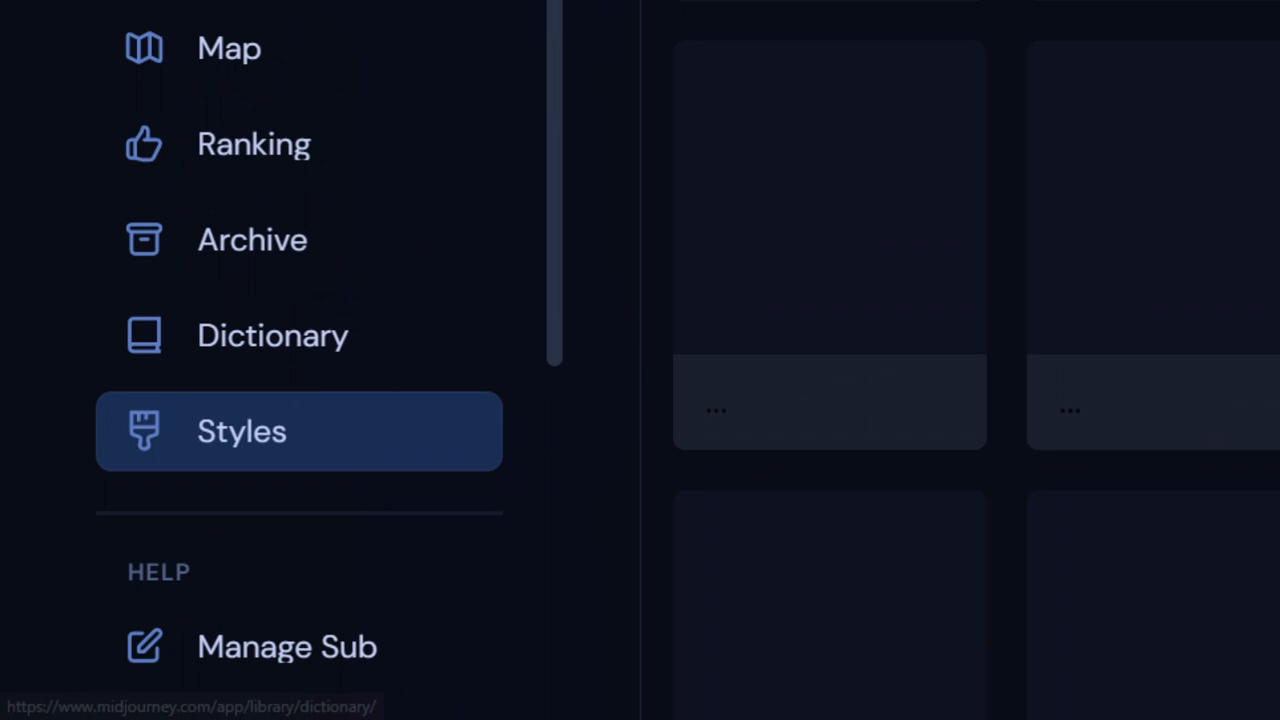 Map
Ranking
Archive
Dictionary
Styles
HELP
Manage Sub
... ...
https://www.midjourney.com/app/library/dictionary/